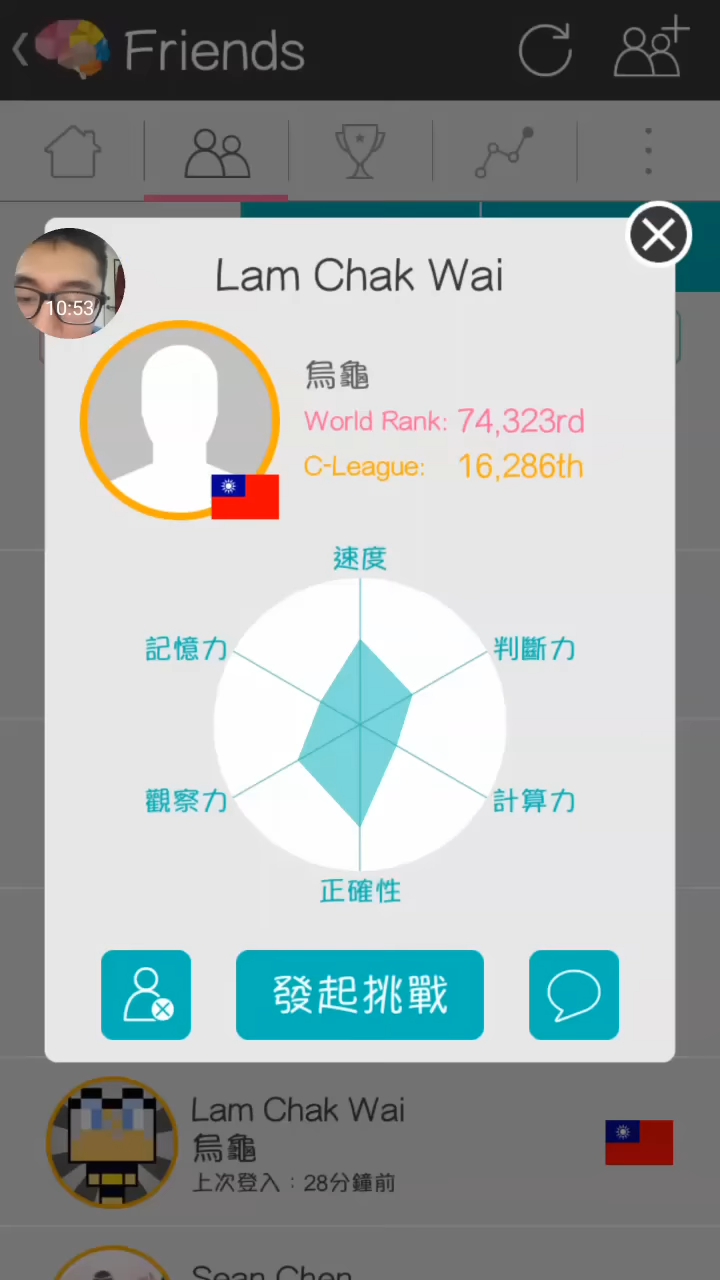 Friends
10:53
Lam Chak Wai
烏龜
World Rank: 74,323rd
C-League: 16,286th
速度
記憶力
判斷力
觀察力
計算力
正確性
發起挑戰
Lam Chak Wai
烏龜
上次登入：28分鐘前
Sean Chen